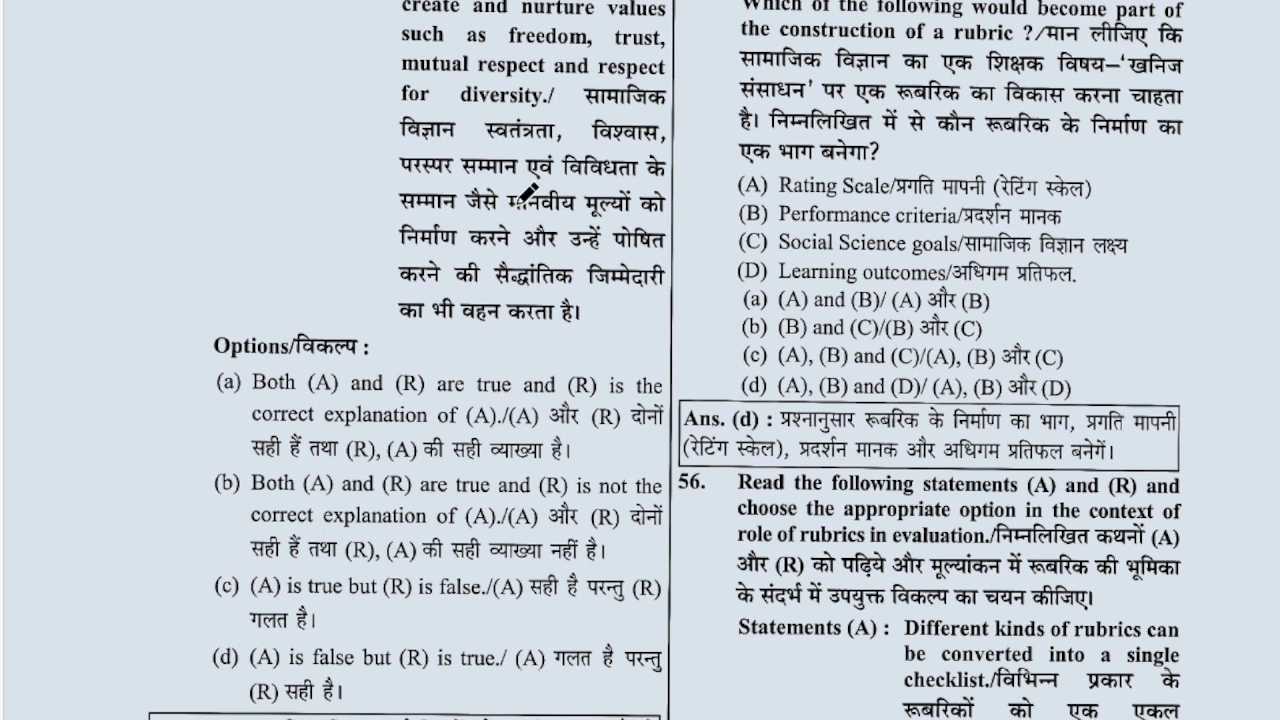 create and nurture values
such as freedom, trust,
mutual respect and respect
for diversity./ सामाजिक
विज्ञान स्वतंत्रता, विश्वास,
परस्पर सम्मान एवं विविधता के
सम्मान जैसे मानवीय मूल्यों को
निर्माण करने और उन्हें पोषित
करने की सैद्धांतिक जिम्मेदारी
का भी वहन करता है।
Options/विकल्प :
(a) Both (A) and (R) are true and (R) is the
correct explanation of (A)./(A) और (R) दोनों
सही हैं तथा (R), (A) की सही व्याख्या है।
(b) Both (A) and (R) are true and (R) is not the
correct explanation of (A)./(A) और (R) दोनों
सही हैं तथा (R), (A) की सही व्याख्या नहीं है।
(c) (A) is true but (R) is false./(A) सही है परन्तु (R)
गलत है।
(d) (A) is false but (R) is true./ (A) गलत है परन्तु
(R) सही है।
Which of the following would become part of
the construction of a rubric ?/मान लीजिए कि
सामाजिक विज्ञान का एक शिक्षक विषय–‘खनिज
संसाधन’ पर एक रूबरिक का विकास करना चाहता
है। निम्नलिखित में से कौन रूबरिक के निर्माण का
एक भाग बनेगा?
(A) Rating Scale/प्रगति मापनी (रेटिंग स्केल)
(B) Performance criteria/प्रदर्शन मानक
(C) Social Science goals/सामाजिक विज्ञान लक्ष्य
(D) Learning outcomes/अधिगम प्रतिफल.
(a) (A) and (B)/ (A) और (B)
(b) (B) and (C)/(B) और (C)
(c) (A), (B) and (C)/(A), (B) और (C)
(d) (A), (B) and (D)/ (A), (B) और (D)
Ans. (d) : प्रश्नानुसार रूबरिक के निर्माण का भाग, प्रगति मापनी
(रेटिंग स्केल), प्रदर्शन मानक और अधिगम प्रतिफल बनेगें।
56. Read the following statements (A) and (R) and
choose the appropriate option in the context of
role of rubrics in evaluation./निम्नलिखित कथनों (A)
और (R) को पढ़िये और मूल्यांकन में रूबरिक की भूमिका
के संदर्भ में उपयुक्त विकल्प का चयन कीजिए।
Statements (A) : Different kinds of rubrics can
be converted into a single
checklist./विभिन्न प्रकार के
रूबरिकों को एक एकल